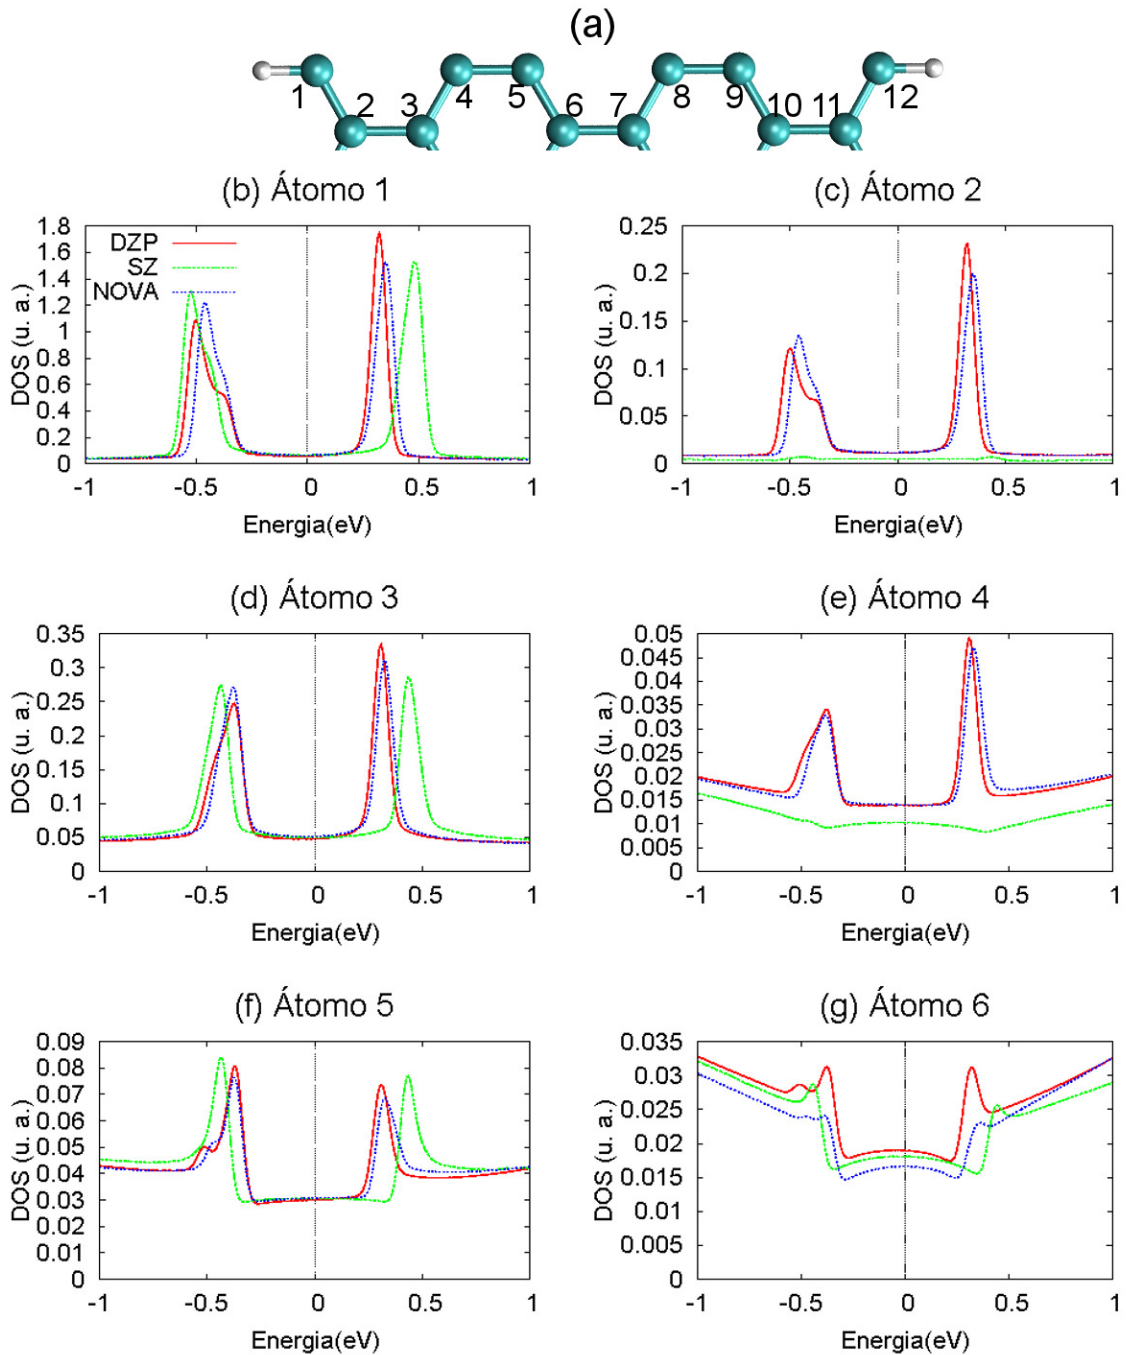 (a)
1 2 3 4 5 6 7 8 9 10 11 12
(b) Átomo 1
(c) Átomo 2
1.8
1.6
1.4
1.2
1
0.8
0.6
0.4
0.2
0
DOS (u. a.)
DZP
SZ
NOVA
-1 -0.5 0 0.5 1
Energia(eV)
0.25
0.2
0.15
0.1
0.05
0
DOS (u. a.)
-1 -0.5 0 0.5 1
Energia(eV)
(d) Átomo 3
(e) Átomo 4
0.35
0.3
0.25
0.2
0.15
0.1
0.05
0
DOS (u. a.)
-1 -0.5 0 0.5 1
Energia(eV)
0.05
0.045
0.04
0.035
0.03
0.025
0.02
0.015
0.01
0.005
0
DOS (u. a.)
-1 -0.5 0 0.5 1
Energia(eV)
(f) Átomo 5
(g) Átomo 6
0.09
0.08
0.07
0.06
0.05
0.04
0.03
0.02
0.01
0
DOS (u. a.)
-1 -0.5 0 0.5 1
Energia(eV)
0.035
0.03
0.025
0.02
0.015
0.01
0.005
0
DOS (u. a.)
-1 -0.5 0 0.5 1
Energia(eV)